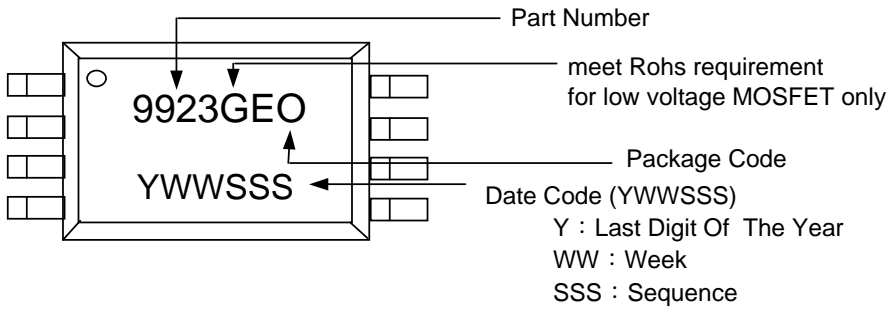 Part Number
meet Rohs requirement
for low voltage MOSFET only
9923GEO
Package Code
YWWSSS
Date Code (YWWSSS)
Y：Last Digit Of The Year
WW：Week
SSS：Sequence